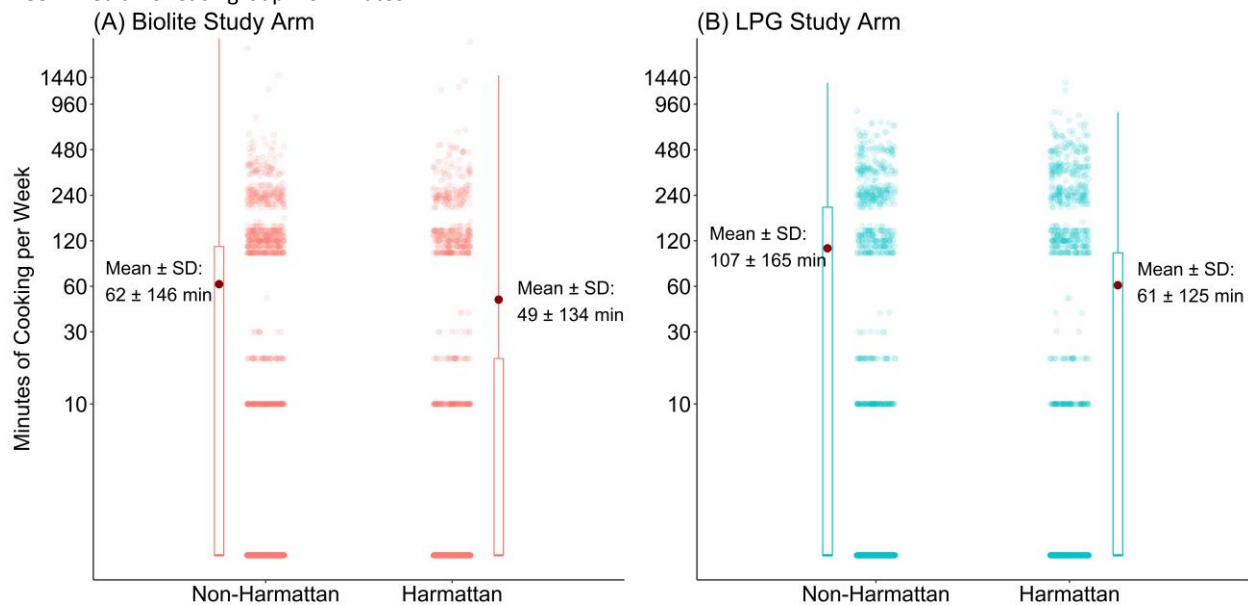 (A) Biolite Study Arm
Minutes of Cooking per Week
1440
960
480
240
120
60
30
10
Mean ± SD:
62 ± 146 min
Mean ± SD:
49 ± 134 min
Non-Harmattan
Harmattan
(B) LPG Study Arm
1440
960
480
240
120
60
30
10
Mean ± SD:
107 ± 165 min
Mean ± SD:
61 ± 125 min
Non-Harmattan
Harmattan